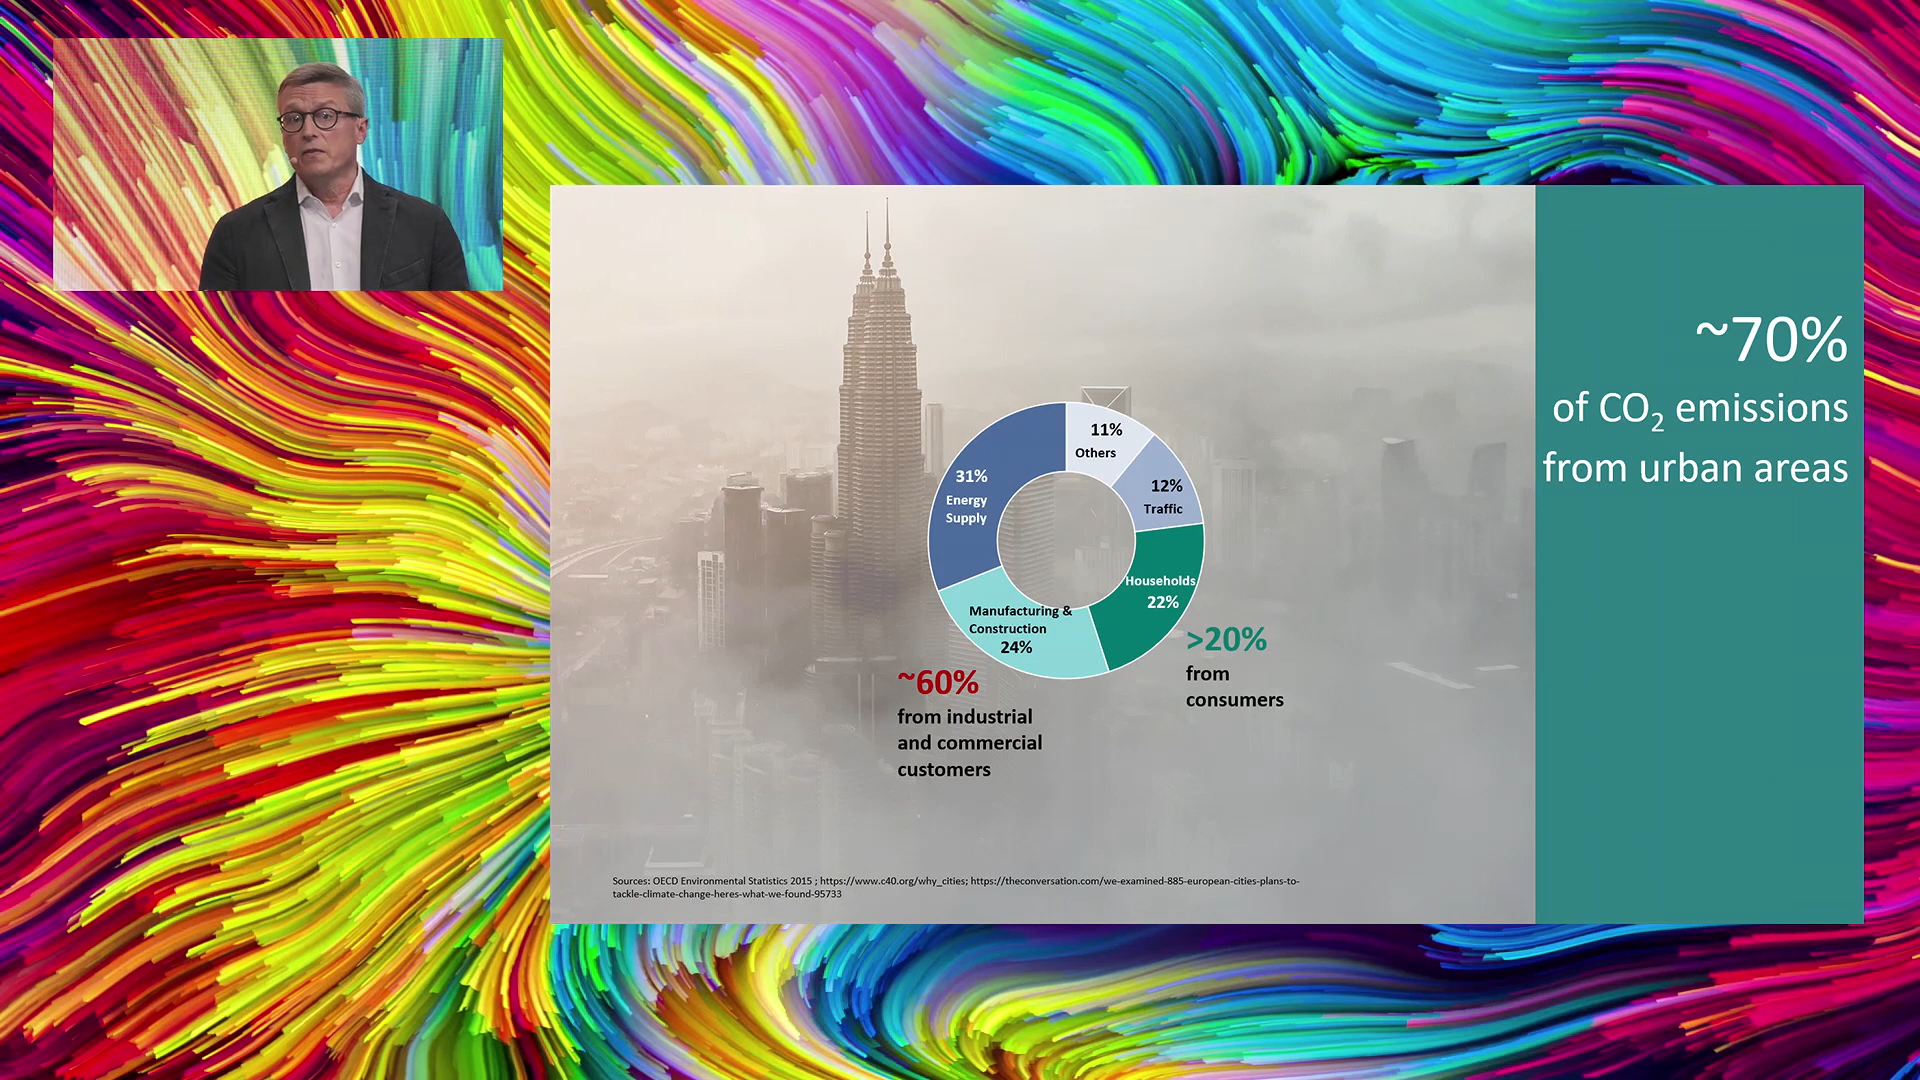 ~70%
of CO₂ emissions
from urban areas
11%
Others
12%
Traffic
Households
22%
Manufacturing &
Construction
24%
31%
Energy
Supply
>20%
from
consumers
~60%
from industrial
and commercial
customers
Sources: OECD Environmental Statistics 2015 ; https://www.c40.org/why_cities; https://theconversation.com/we-examined-885-european-cities-plans-to-
tackle-climate-change-heres-what-we-found-95733